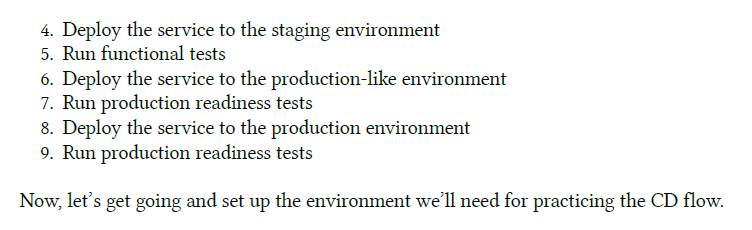 4. Deploy the service to the staging environment
5. Run functional tests
6. Deploy the service to the production-like environment
7. Run production readiness tests
8. Deploy the service to the production environment
9. Run production readiness tests
Now, let’s get going and set up the environment we’ll need for practicing the CD flow.